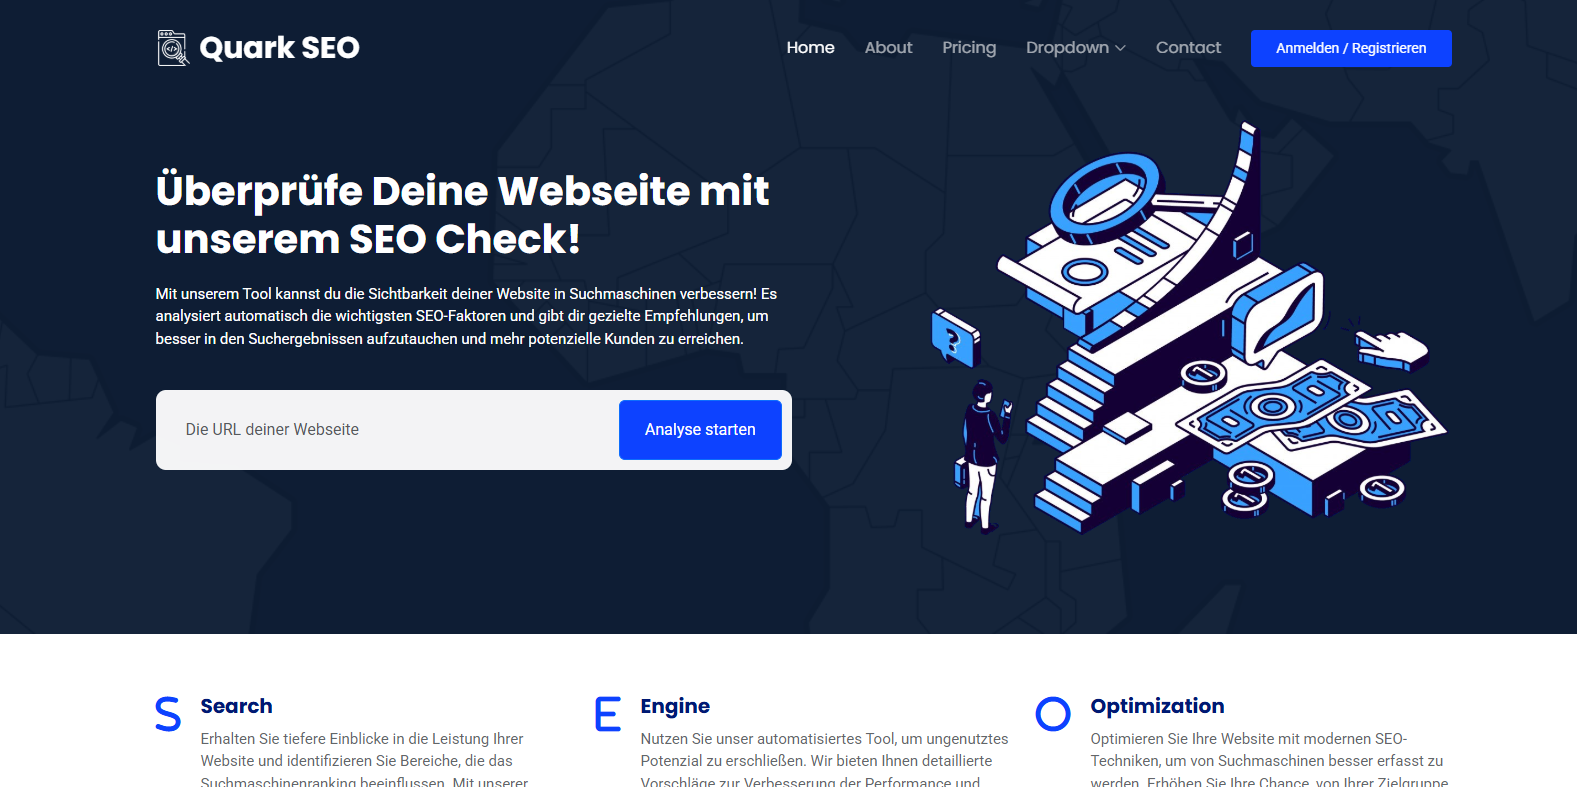 Quark SEO
Home About Pricing Dropdown Contact Anmelden / Registrieren
Überprüfe Deine Webseite mit
unserem SEO Check!
Mit unserem Tool kannst du die Sichtbarkeit deiner Website in Suchmaschinen verbessern! Es
analysiert automatisch die wichtigsten SEO-Faktoren und gibt dir gezielte Empfehlungen, um
besser in den Suchergebnissen aufzutauchen und mehr potenzielle Kunden zu erreichen.
Die URL deiner Webseite
Analyse starten
?
S
Search
Erhalten Sie tiefere Einblicke in die Leistung Ihrer
Website und identifizieren Sie Bereiche, die das
Suchmaschinenranking beeinflussen. Mit unserer
E
Engine
Nutzen Sie unser automatisiertes Tool, um ungenutztes
Potenzial zu erschließen. Wir bieten Ihnen detaillierte
Vorschläge zur Verbesserung der Performance und
O
Optimization
Optimieren Sie Ihre Website mit modernen SEO-
Techniken, um von Suchmaschinen besser erfasst zu
werden. Erhöhen Sie Ihre Chance, von Ihrer Zielgruppe